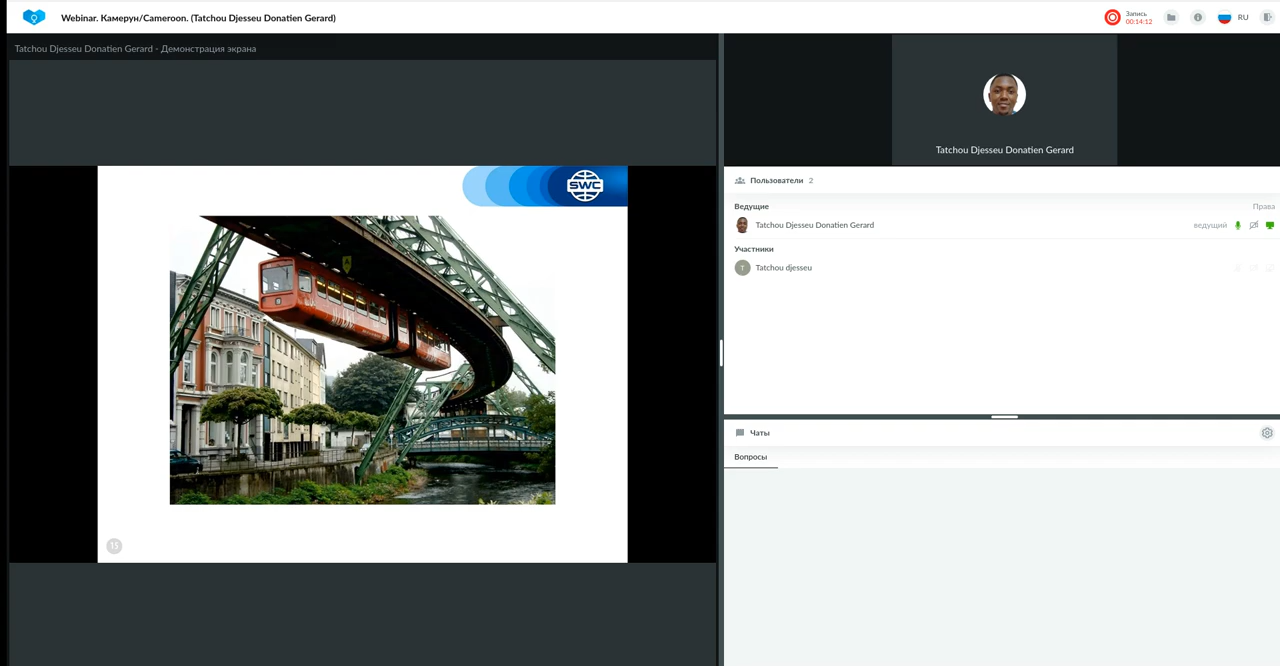 Webinar. Камерун/Cameroon. (Tatchou Djesseu Donatien Gerard)
Запись
00:14:12
RU
Tatchou Djesseu Donatien Gerard - Демонстрация экрана
SWC
15
Tatchou Djesseu Donatien Gerard
Пользователи 2
Ведущие Права
Tatchou Djesseu Donatien Gerard ведущий
Участники
T Tatchou djesseu
Чаты
Вопросы